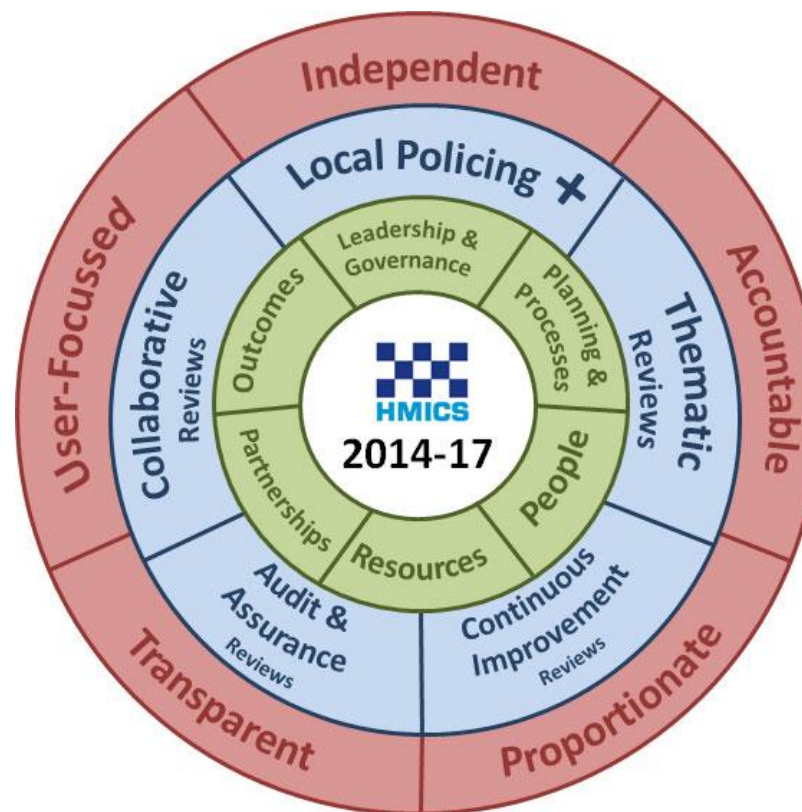 Independent
Accountable
Proportionate
Transparent
User-Focussed
Local Policing +
Thematic
Reviews
Continuous
Improvement
Reviews
Audit &
Assurance
Reviews
Collaborative
Reviews
Leadership &
Governance
Planning &
Processes
People
Resources
Partnerships
Outcomes
HMICS
2014-17